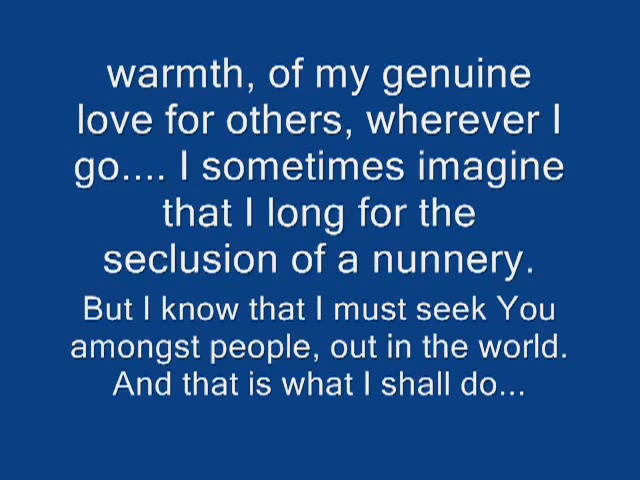 warmth, of my genuine
love for others, wherever I
go.... I sometimes imagine
that I long for the
seclusion of a nunnery.
But I know that I must seek You
amongst people, out in the world.
And that is what I shall do...